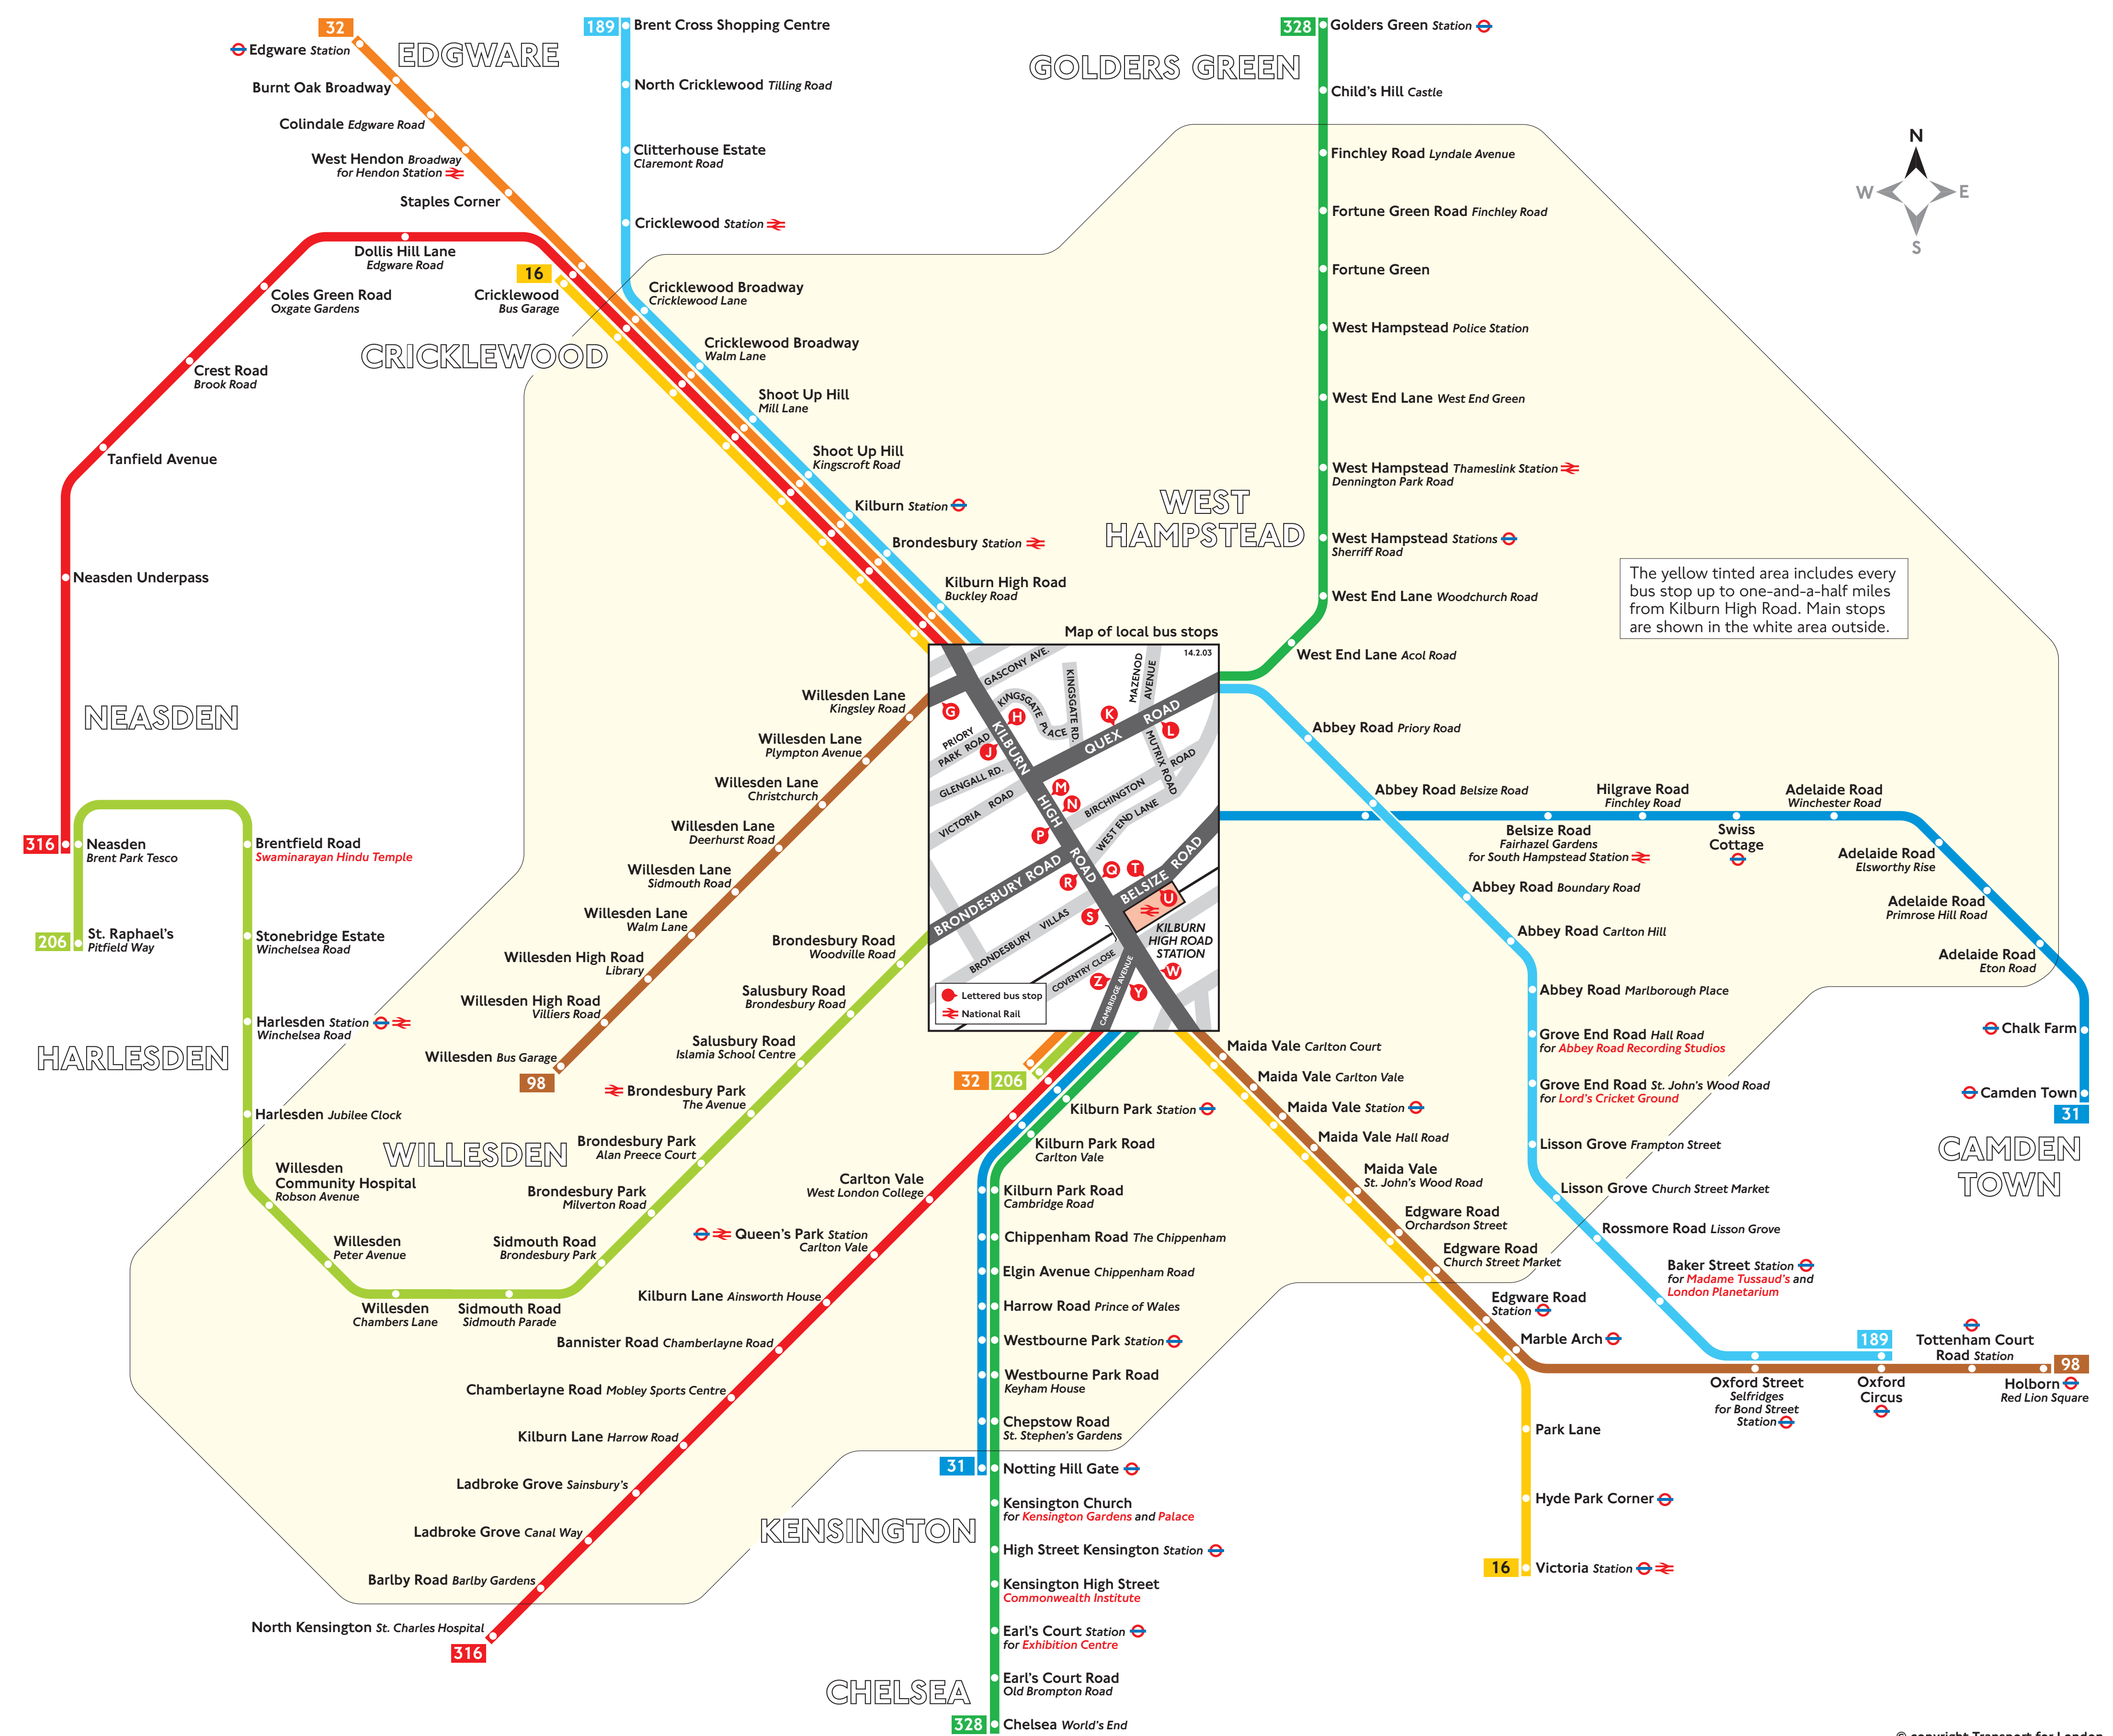 32
Edgware Station
EDGWARE
Burnt Oak Broadway
Colindale Edgware Road
West Hendon Broadway
for Hendon Station
Staples Corner
189 Brent Cross Shopping Centre
North Cricklewood Tilling Road
Clitterhouse Estate
Claremont Road
Cricklewood Station
328 Golders Green Station
GOLDERS GREEN
Child's Hill Castle
Finchley Road Lyndale Avenue
Fortune Green Road Finchley Road
Fortune Green
West Hampstead Police Station
West End Lane West End Green
West Hampstead Thameslink Station
Dennington Park Road
WEST
HAMPSTEAD
West Hampstead Stations
Sherriff Road
West End Lane Woodchurch Road
West End Lane Acol Road
N
W
E
S
The yellow tinted area includes every
bus stop up to one-and-a-half miles
from Kilburn High Road. Main stops
are shown in the white area outside.
Dollis Hill Lane
Edgware Road
16
Cricklewood
Bus Garage
CRICKLEWOOD
Coles Green Road
Oxgate Gardens
Crest Road
Brook Road
Tanfield Avenue
Neasden Underpass
NEASDEN
316
Neasden
Brent Park Tesco
206
St. Raphael's
Pitfield Way
Cricklewood Broadway
Cricklewood Lane
Cricklewood Broadway
Walm Lane
Shoot Up Hill
Mill Lane
Shoot Up Hill
Kingscroft Road
Kilburn Station
Brondesbury Station
Kilburn High Road
Buckley Road
Map of local bus stops
14.2.03
GASCONY AVE.
KINGSGATE PLACE
KINGSGATE RD.
MAZENOD
AVENUE
G
H
J
K
L
PRIORY
PARK ROAD
KILBURN
HIGH
ROAD
QUEX ROAD
MUTRIX ROAD
GLENGALL RD.
VICTORIA ROAD
M
N
P
BIRCHINGTON ROAD
WEST END LANE
BRONDESBURY ROAD
BELSIZE ROAD
R
Q
T
U
S
BRONDESBURY VILLAS
KILBURN
HIGH ROAD
STATION
COVENTRY CLOSE
CAMBRIDGE AVENUE
W
Z
Y
Lettered bus stop
National Rail
Willesden Lane
Kingsley Road
Willesden Lane
Plympton Avenue
Willesden Lane
Christchurch
Willesden Lane
Deerhurst Road
Willesden Lane
Sidmouth Road
Willesden Lane
Walm Lane
Willesden High Road
Library
Willesden High Road
Villiers Road
Willesden Bus Garage
98
Brentfield Road
Swaminarayan Hindu Temple
Stonebridge Estate
Winchelsea Road
Harlesden Station
Winchelsea Road
HARLESDEN
Harlesden Jubilee Clock
WILLESDEN
Willesden
Community Hospital
Robson Avenue
Willesden
Peter Avenue
Willesden
Chambers Lane
Sidmouth Road
Sidmouth Parade
Sidmouth Road
Brondesbury Park
Brondesbury Park
Milverton Road
Brondesbury Park
Alan Preece Court
Brondesbury Park
The Avenue
Salusbury Road
Islamia School Centre
Salusbury Road
Brondesbury Road
Brondesbury Road
Woodville Road
32 206
Kilburn Park Station
Kilburn Park Road
Carlton Vale
Kilburn Park Road
Cambridge Road
Chippenham Road The Chippenham
Elgin Avenue Chippenham Road
Harrow Road Prince of Wales
Westbourne Park Station
Westbourne Park Road
Keyham House
Chepstow Road
St. Stephen's Gardens
31
Notting Hill Gate
Kensington Church
for Kensington Gardens and Palace
KENSINGTON
High Street Kensington Station
Kensington High Street
Commonwealth Institute
Earl's Court Station
for Exhibition Centre
Earl's Court Road
Old Brompton Road
CHELSEA
328
Chelsea World's End
Carlton Vale
West London College
Queen's Park Station
Carlton Vale
Kilburn Lane Ainsworth House
Bannister Road Chamberlayne Road
Chamberlayne Road Mobley Sports Centre
Kilburn Lane Harrow Road
Ladbroke Grove Sainsbury's
Ladbroke Grove Canal Way
Barlby Road Barlby Gardens
North Kensington St. Charles Hospital
316
Abbey Road Priory Road
Abbey Road Belsize Road
Belsize Road
Fairhazel Gardens
for South Hampstead Station
Hilgrave Road
Finchley Road
Swiss
Cottage
Adelaide Road
Winchester Road
Adelaide Road
Elsworthy Rise
Adelaide Road
Primrose Hill Road
Adelaide Road
Eton Road
Chalk Farm
Camden Town
31
CAMDEN
TOWN
Abbey Road Boundary Road
Abbey Road Carlton Hill
Abbey Road Marlborough Place
Grove End Road Hall Road
for Abbey Road Recording Studios
Grove End Road St. John's Wood Road
for Lord's Cricket Ground
Lisson Grove Frampton Street
Lisson Grove Church Street Market
Rossmore Road Lisson Grove
Baker Street Station
for Madame Tussaud's and
London Planetarium
189
Maida Vale Carlton Court
Maida Vale Carlton Vale
Maida Vale Station
Maida Vale Hall Road
Maida Vale
St. John's Wood Road
Edgware Road
Orchardson Street
Edgware Road
Church Street Market
Edgware Road
Station
Marble Arch
Oxford Street
Selfridges
for Bond Street
Station
Oxford
Circus
Tottenham Court
Road Station
98
Holborn
Red Lion Square
Park Lane
Hyde Park Corner
16
Victoria Station
© copyright Transport for London